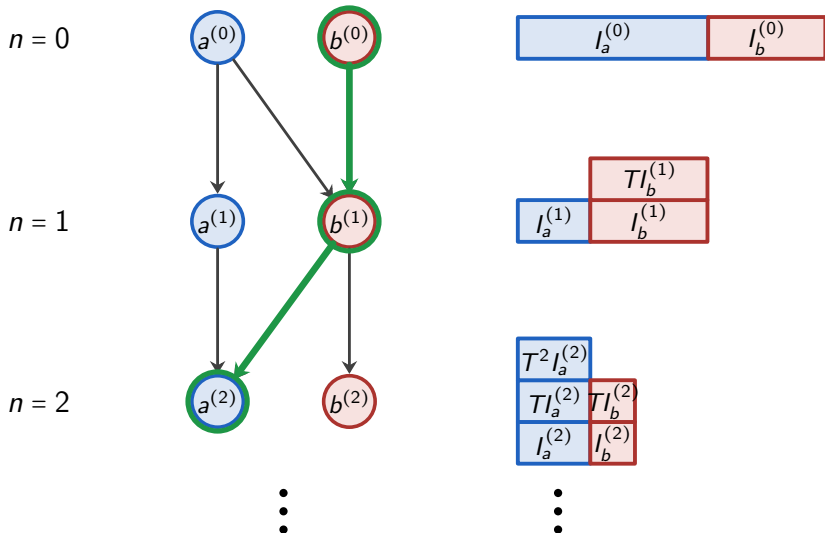 n = 0 a^{(0)} b^{(0)} I_a^{(0)} I_b^{(0)}
TI_b^{(1)}
n = 1 a^{(1)} b^{(1)} I_a^{(1)} I_b^{(1)}
T^2 I_a^{(2)}
n = 2 a^{(2)} b^{(2)} TI_a^{(2)} TI_b^{(2)}
I_a^{(2)} I_b^{(2)}